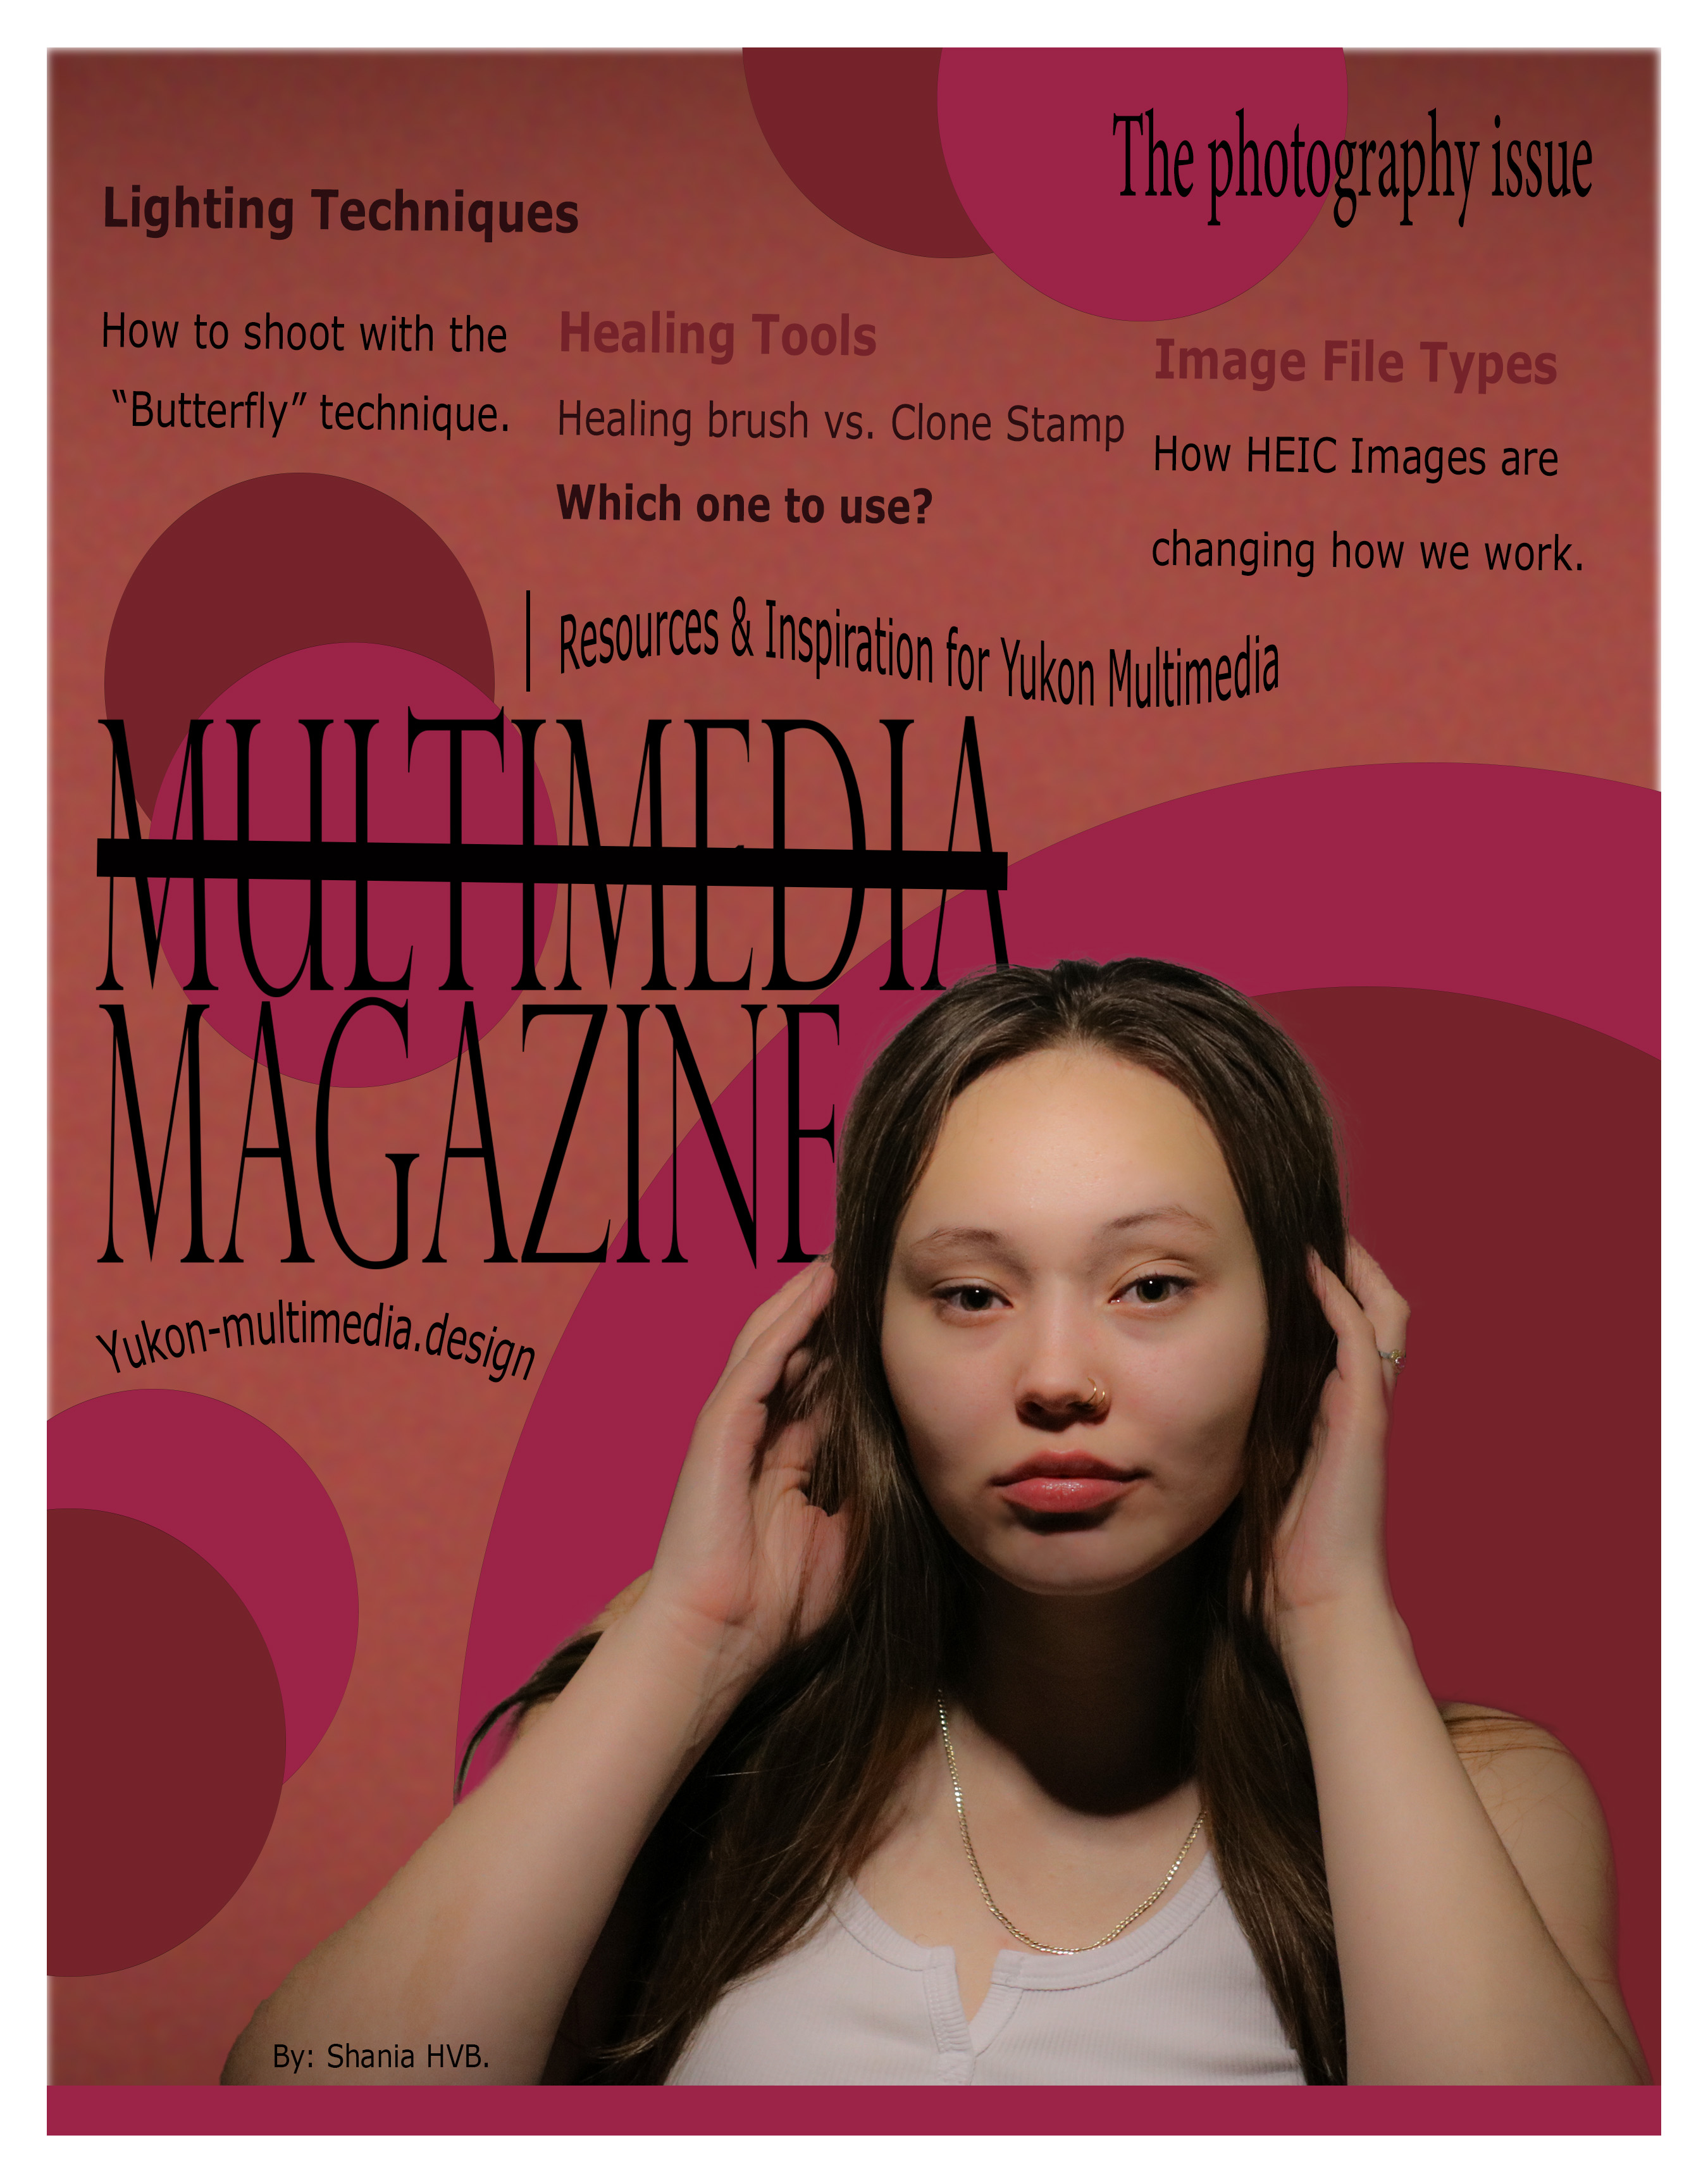 The photography issue
Lighting Techniques
How to shoot with the
“Butterfly” technique.
Healing Tools
Healing brush vs. Clone Stamp
Which one to use?
Image File Types
How HEIC Images are
changing how we work.
| Resources & Inspiration for Yukon Multimedia
MULTIMEDIA
MAGAZINE
Yukon-multimedia.design
By: Shania HVB.